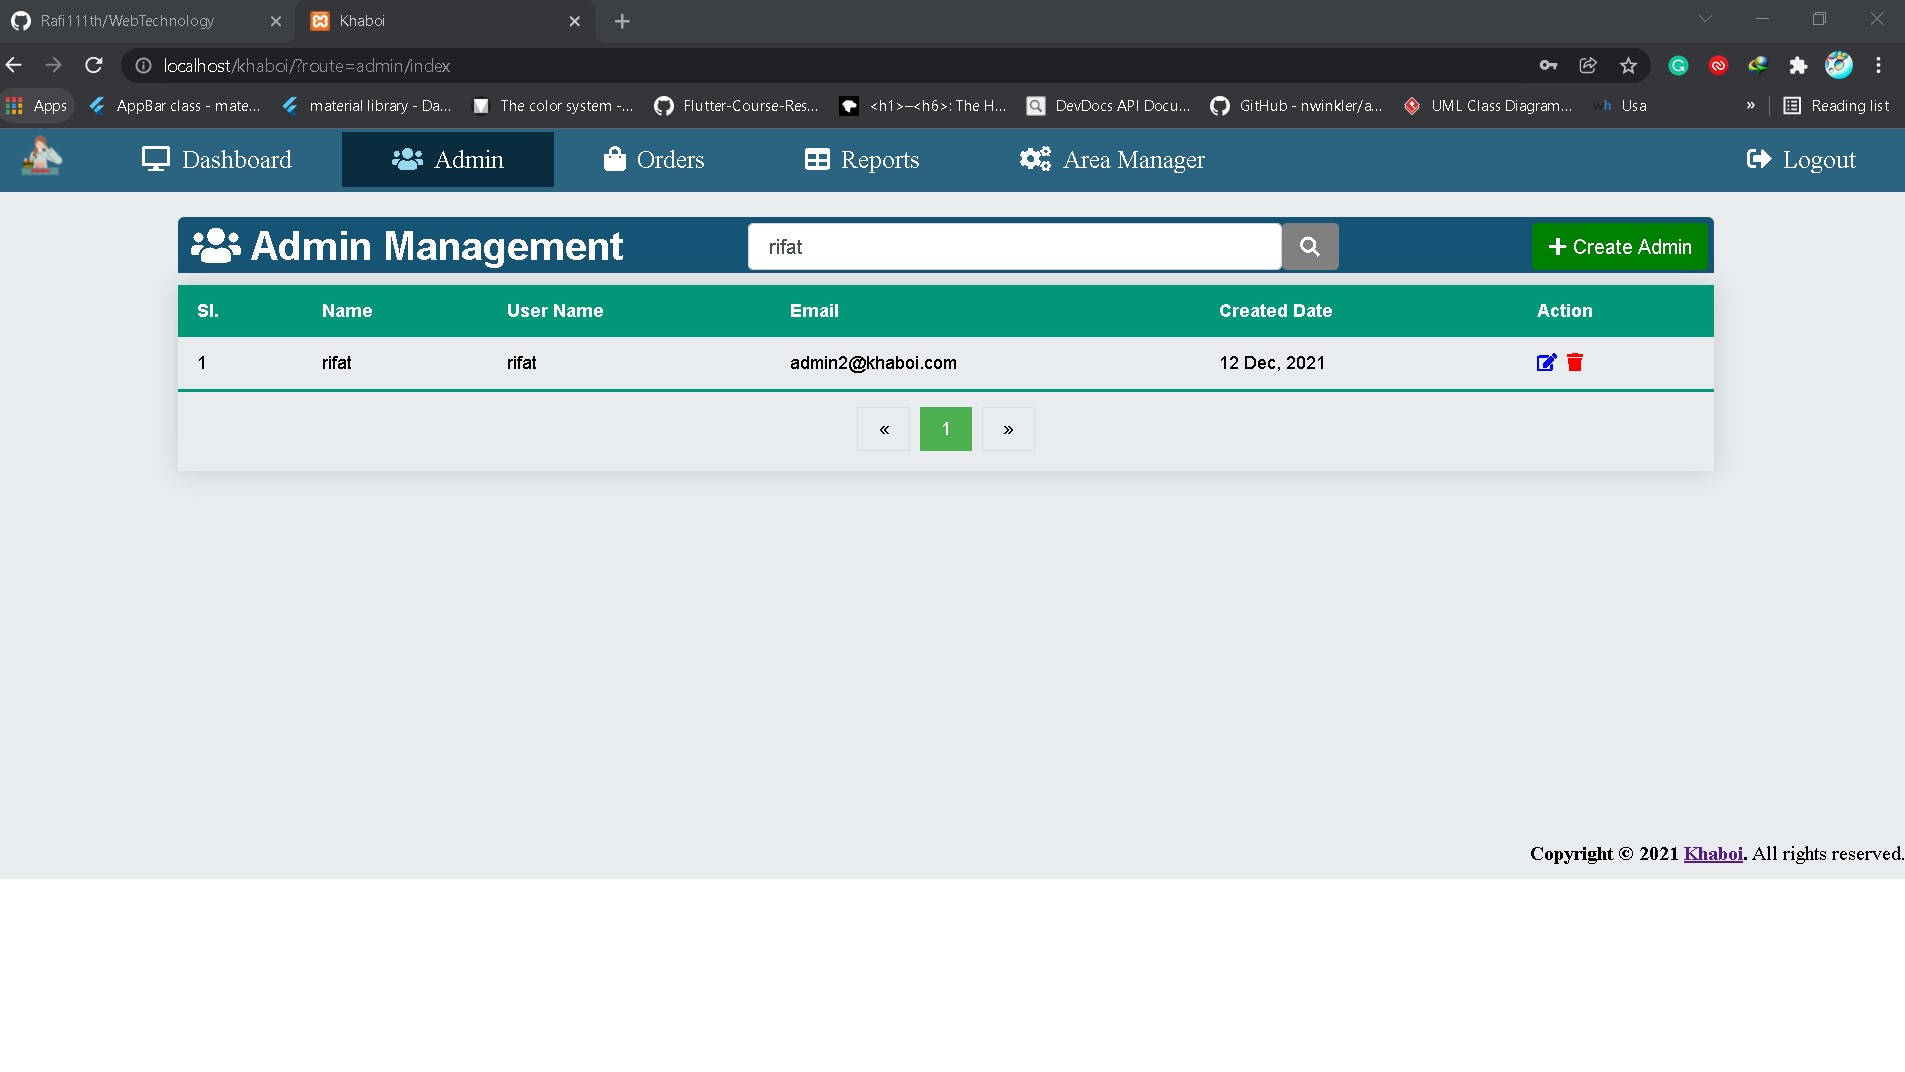 Rafi111th/WebTechnology
Khaboi
localhost/khaboi/?route=admin/index
Apps
AppBar class - mate...
material library - Da...
The color system -...
Flutter-Course-Res...
<h1>–<h6>: The H...
DevDocs API Docu...
GitHub - nwinkler/a...
UML Class Diagram...
wh Usa
»
Reading list
Dashboard
Admin
Orders
Reports
Area Manager
Logout
Admin Management
rifat
Create Admin
Sl. Name User Name Email Created Date Action
1 rifat rifat admin2@khaboi.com 12 Dec, 2021
« 1 »
Copyright © 2021 Khaboi. All rights reserved.